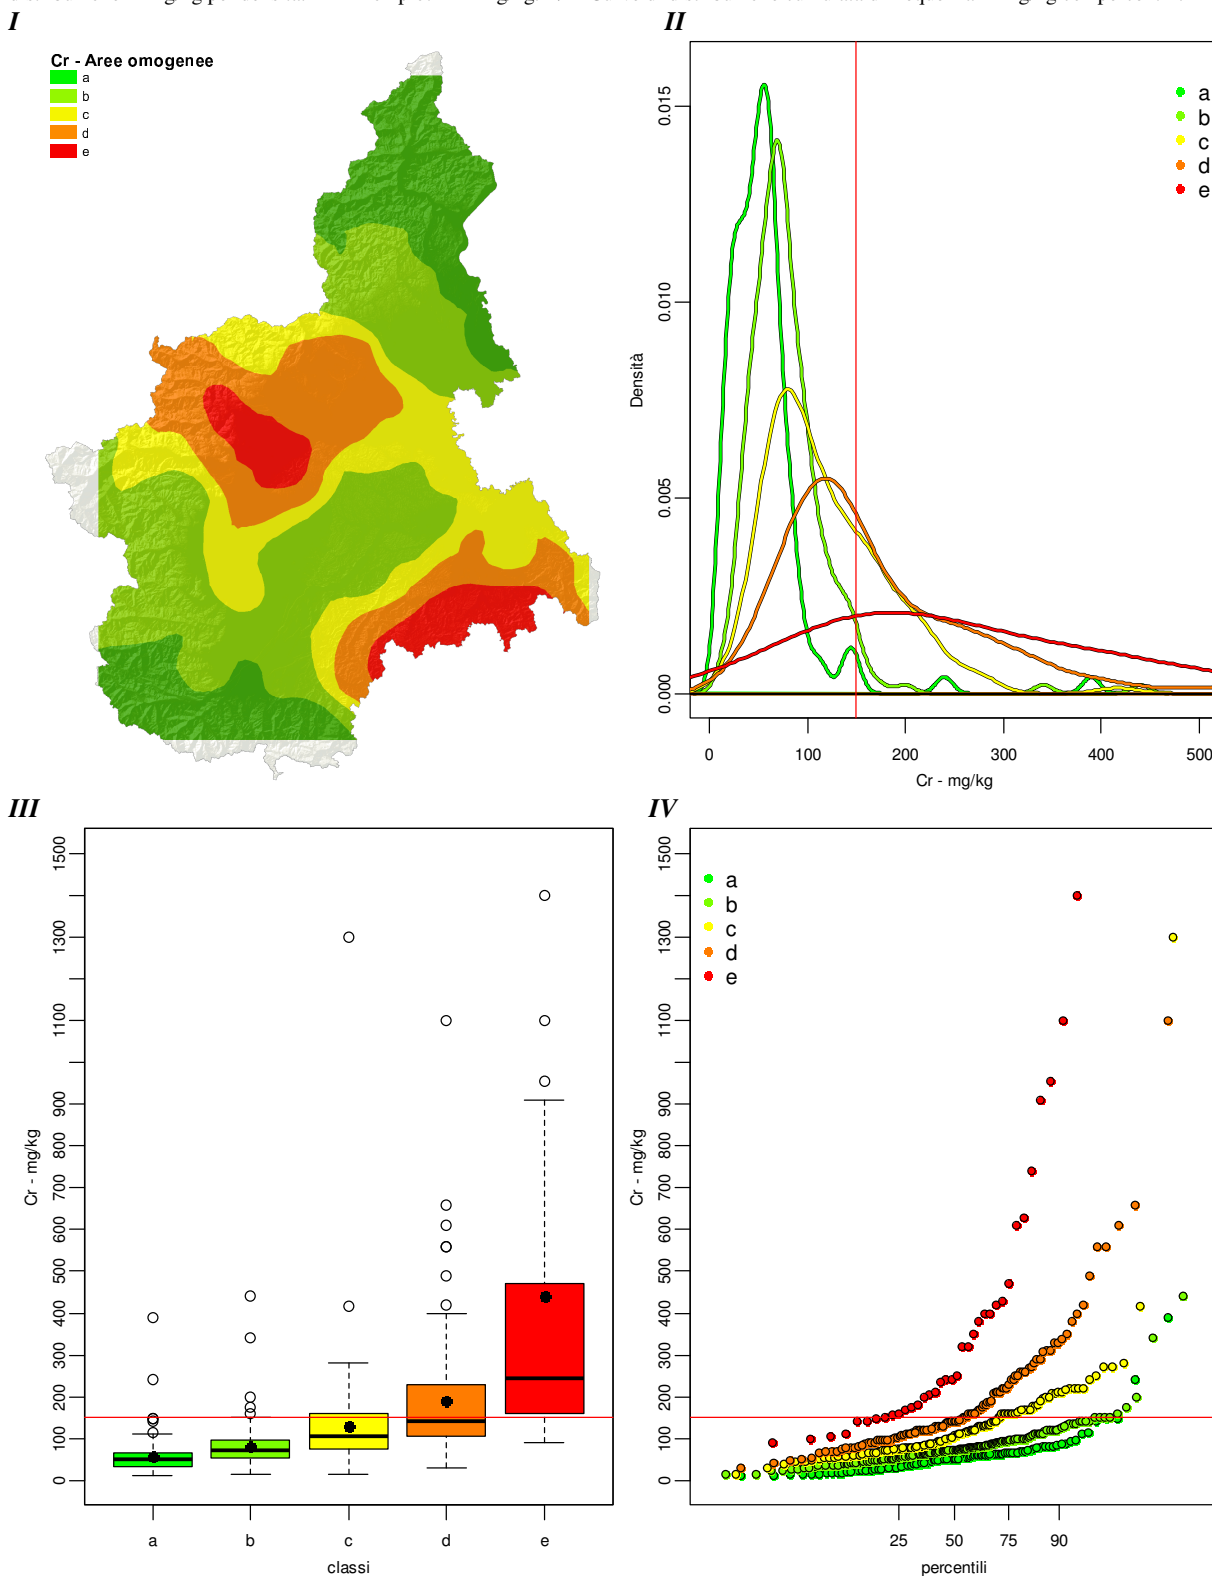 I
Cr - Aree omogenee
a
b
c
d
e
II
a
b
c
d
e
Densità
0.000
0.005
0.010
0.015
0 100 200 300 400 500
Cr - mg/kg
III
Cr - mg/kg
1500
1300
1100
900
800
700
600
500
400
300
200
100
0
a b c d e
classi
IV
a
b
c
d
e
Cr - mg/kg
1500
1300
1100
900
800
700
600
500
400
300
200
100
0
25 50 75 90
percentili